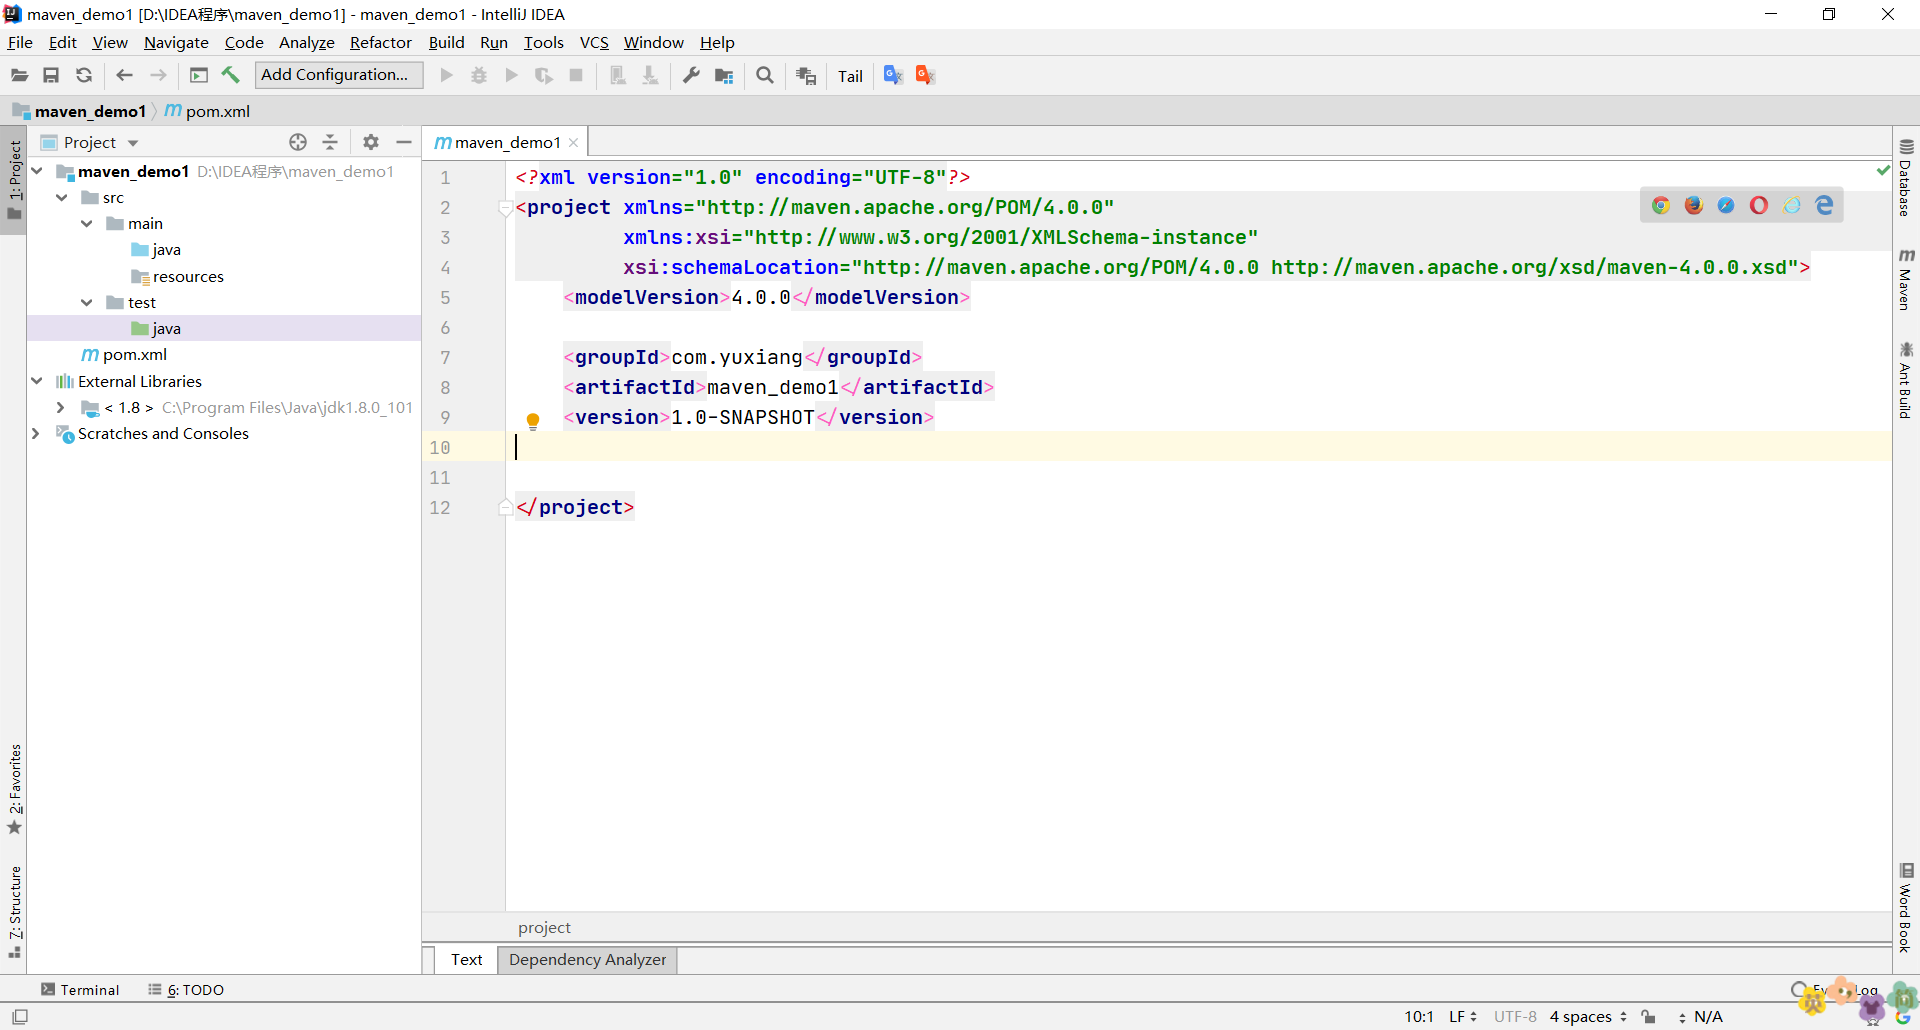 maven_demo1 [D:\IDEA程序\maven_demo1] - maven_demo1 - IntelliJ IDEA
File Edit View Navigate Code Analyze Refactor Build Run Tools VCS Window Help
Add Configuration... Tail
maven_demo1 pom.xml
Project
maven_demo1
1: Project
2: Favorites
7: Structure
maven_demo1 D:\IDEA程序\maven_demo1
src
main
java
resources
test
java
pom.xml
External Libraries
< 1.8 > C:\Program Files\Java\jdk1.8.0_101
Scratches and Consoles
1 <?xml version="1.0" encoding="UTF-8"?>
2 <project xmlns="http://maven.apache.org/POM/4.0.0"
3 xmlns:xsi="http://www.w3.org/2001/XMLSchema-instance"
4 xsi:schemaLocation="http://maven.apache.org/POM/4.0.0 http://maven.apache.org/xsd/maven-4.0.0.xsd">
5 <modelVersion>4.0.0</modelVersion>
6
7 <groupId>com.yuxiang</groupId>
8 <artifactId>maven_demo1</artifactId>
9 <version>1.0-SNAPSHOT</version>
10
11
12 </project>
Database
Maven
Ant Build
Word Book
project
Text Dependency Analyzer
Terminal 6: TODO Log
10:1 LF UTF-8 4 spaces N/A